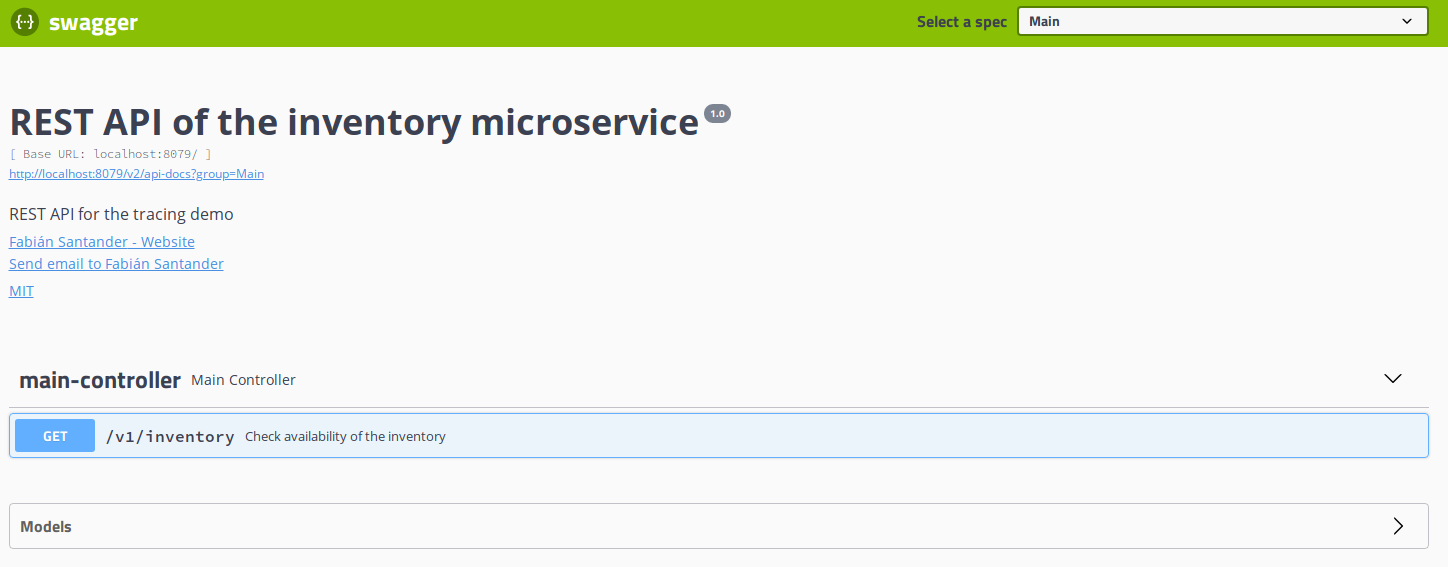 {··} swagger Select a spec Main
REST API of the inventory microservice 1.0
[ Base URL: localhost:8079/ ]
http://localhost:8079/v2/api-docs?group=Main
REST API for the tracing demo
Fabián Santander - Website
Send email to Fabián Santander
MIT
main-controller Main Controller
GET /v1/inventory Check availability of the inventory
Models